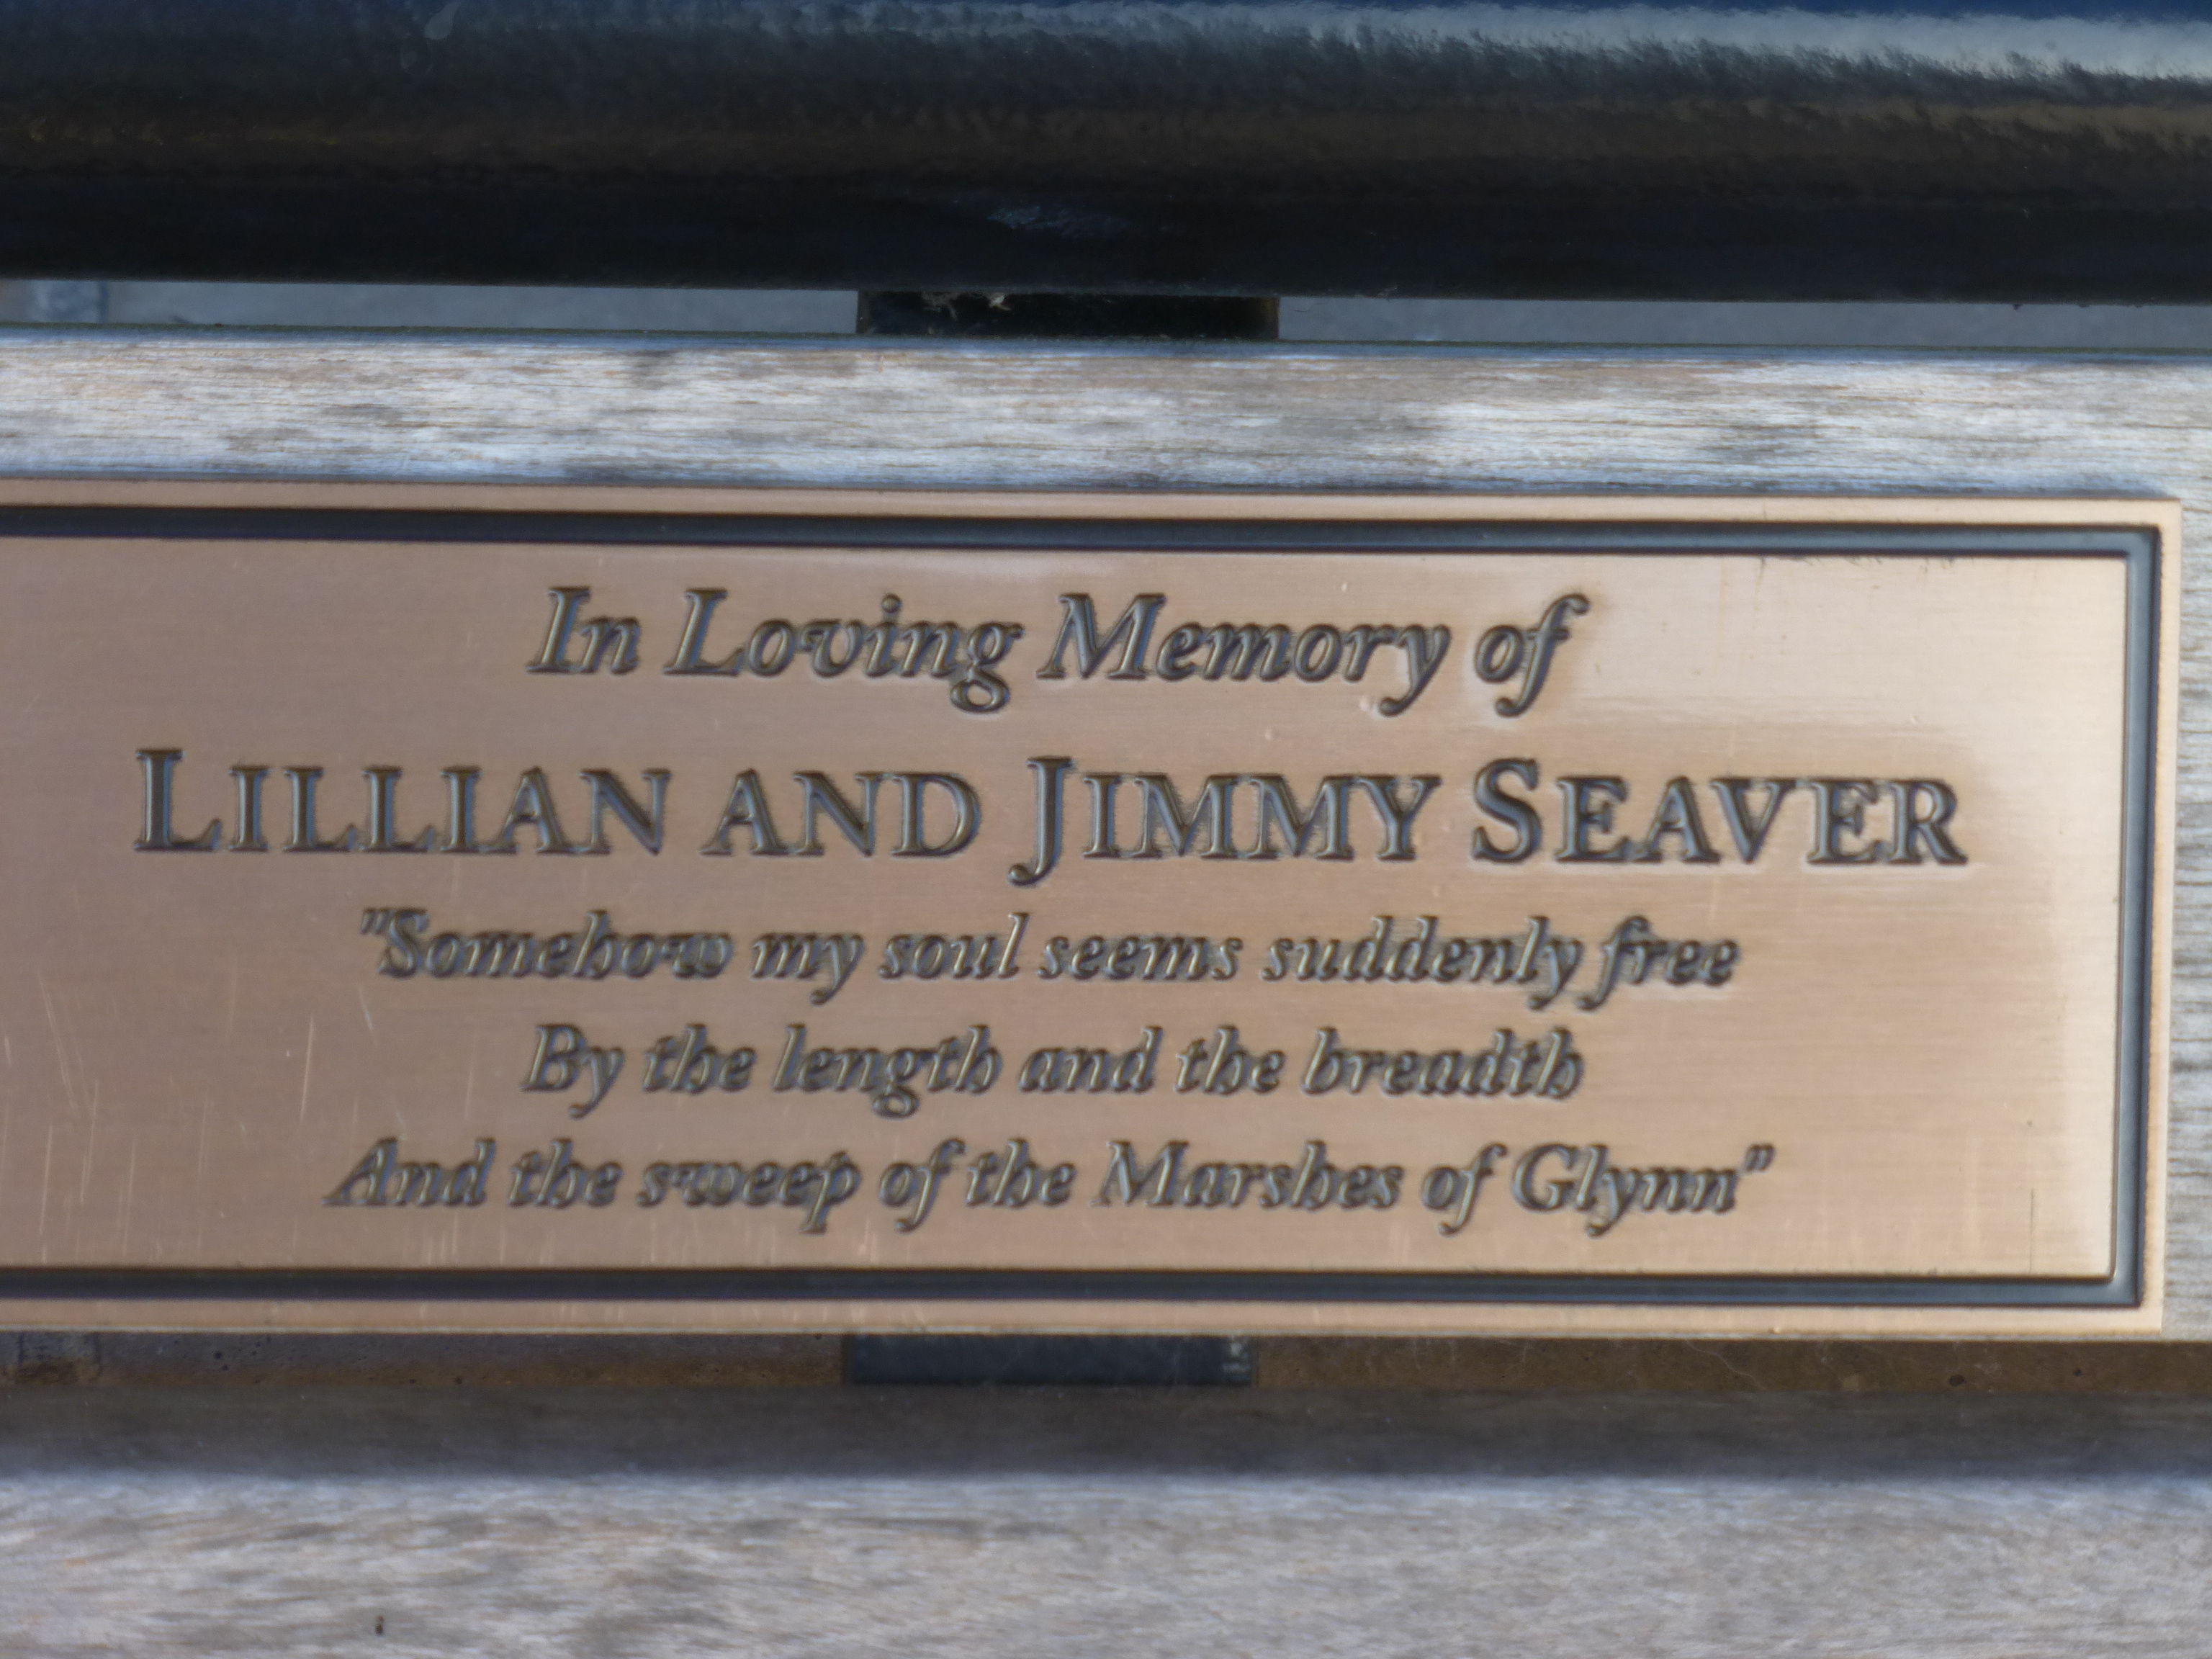 In Loving Memory of
LILLIAN AND JIMMY SEAVER
"Somehow my soul seems suddenly free
By the length and the breadth
And the sweep of the Marshes of Glynn"